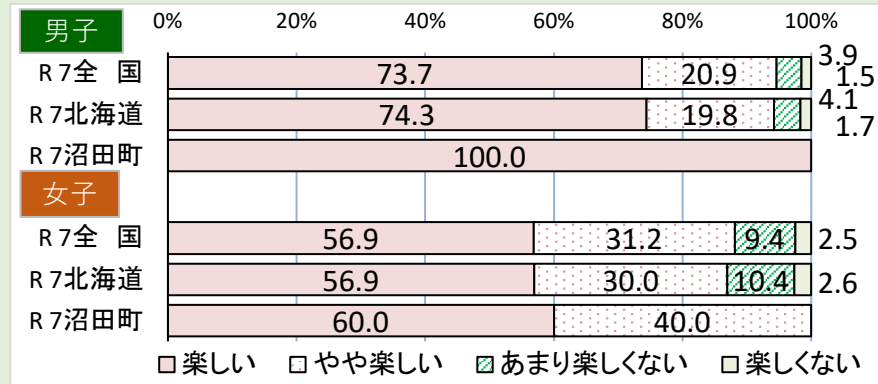 男子
0% 20% 40% 60% 80% 100%
R7全 国 73.7 20.9 3.9 1.5
R7北海道 74.3 19.8 4.1 1.7
R7沼田町 100.0
女子
R7全 国 56.9 31.2 9.4 2.5
R7北海道 56.9 30.0 10.4 2.6
R7沼田町 60.0 40.0
楽しい やや楽しい あまり楽しくない 楽しくない